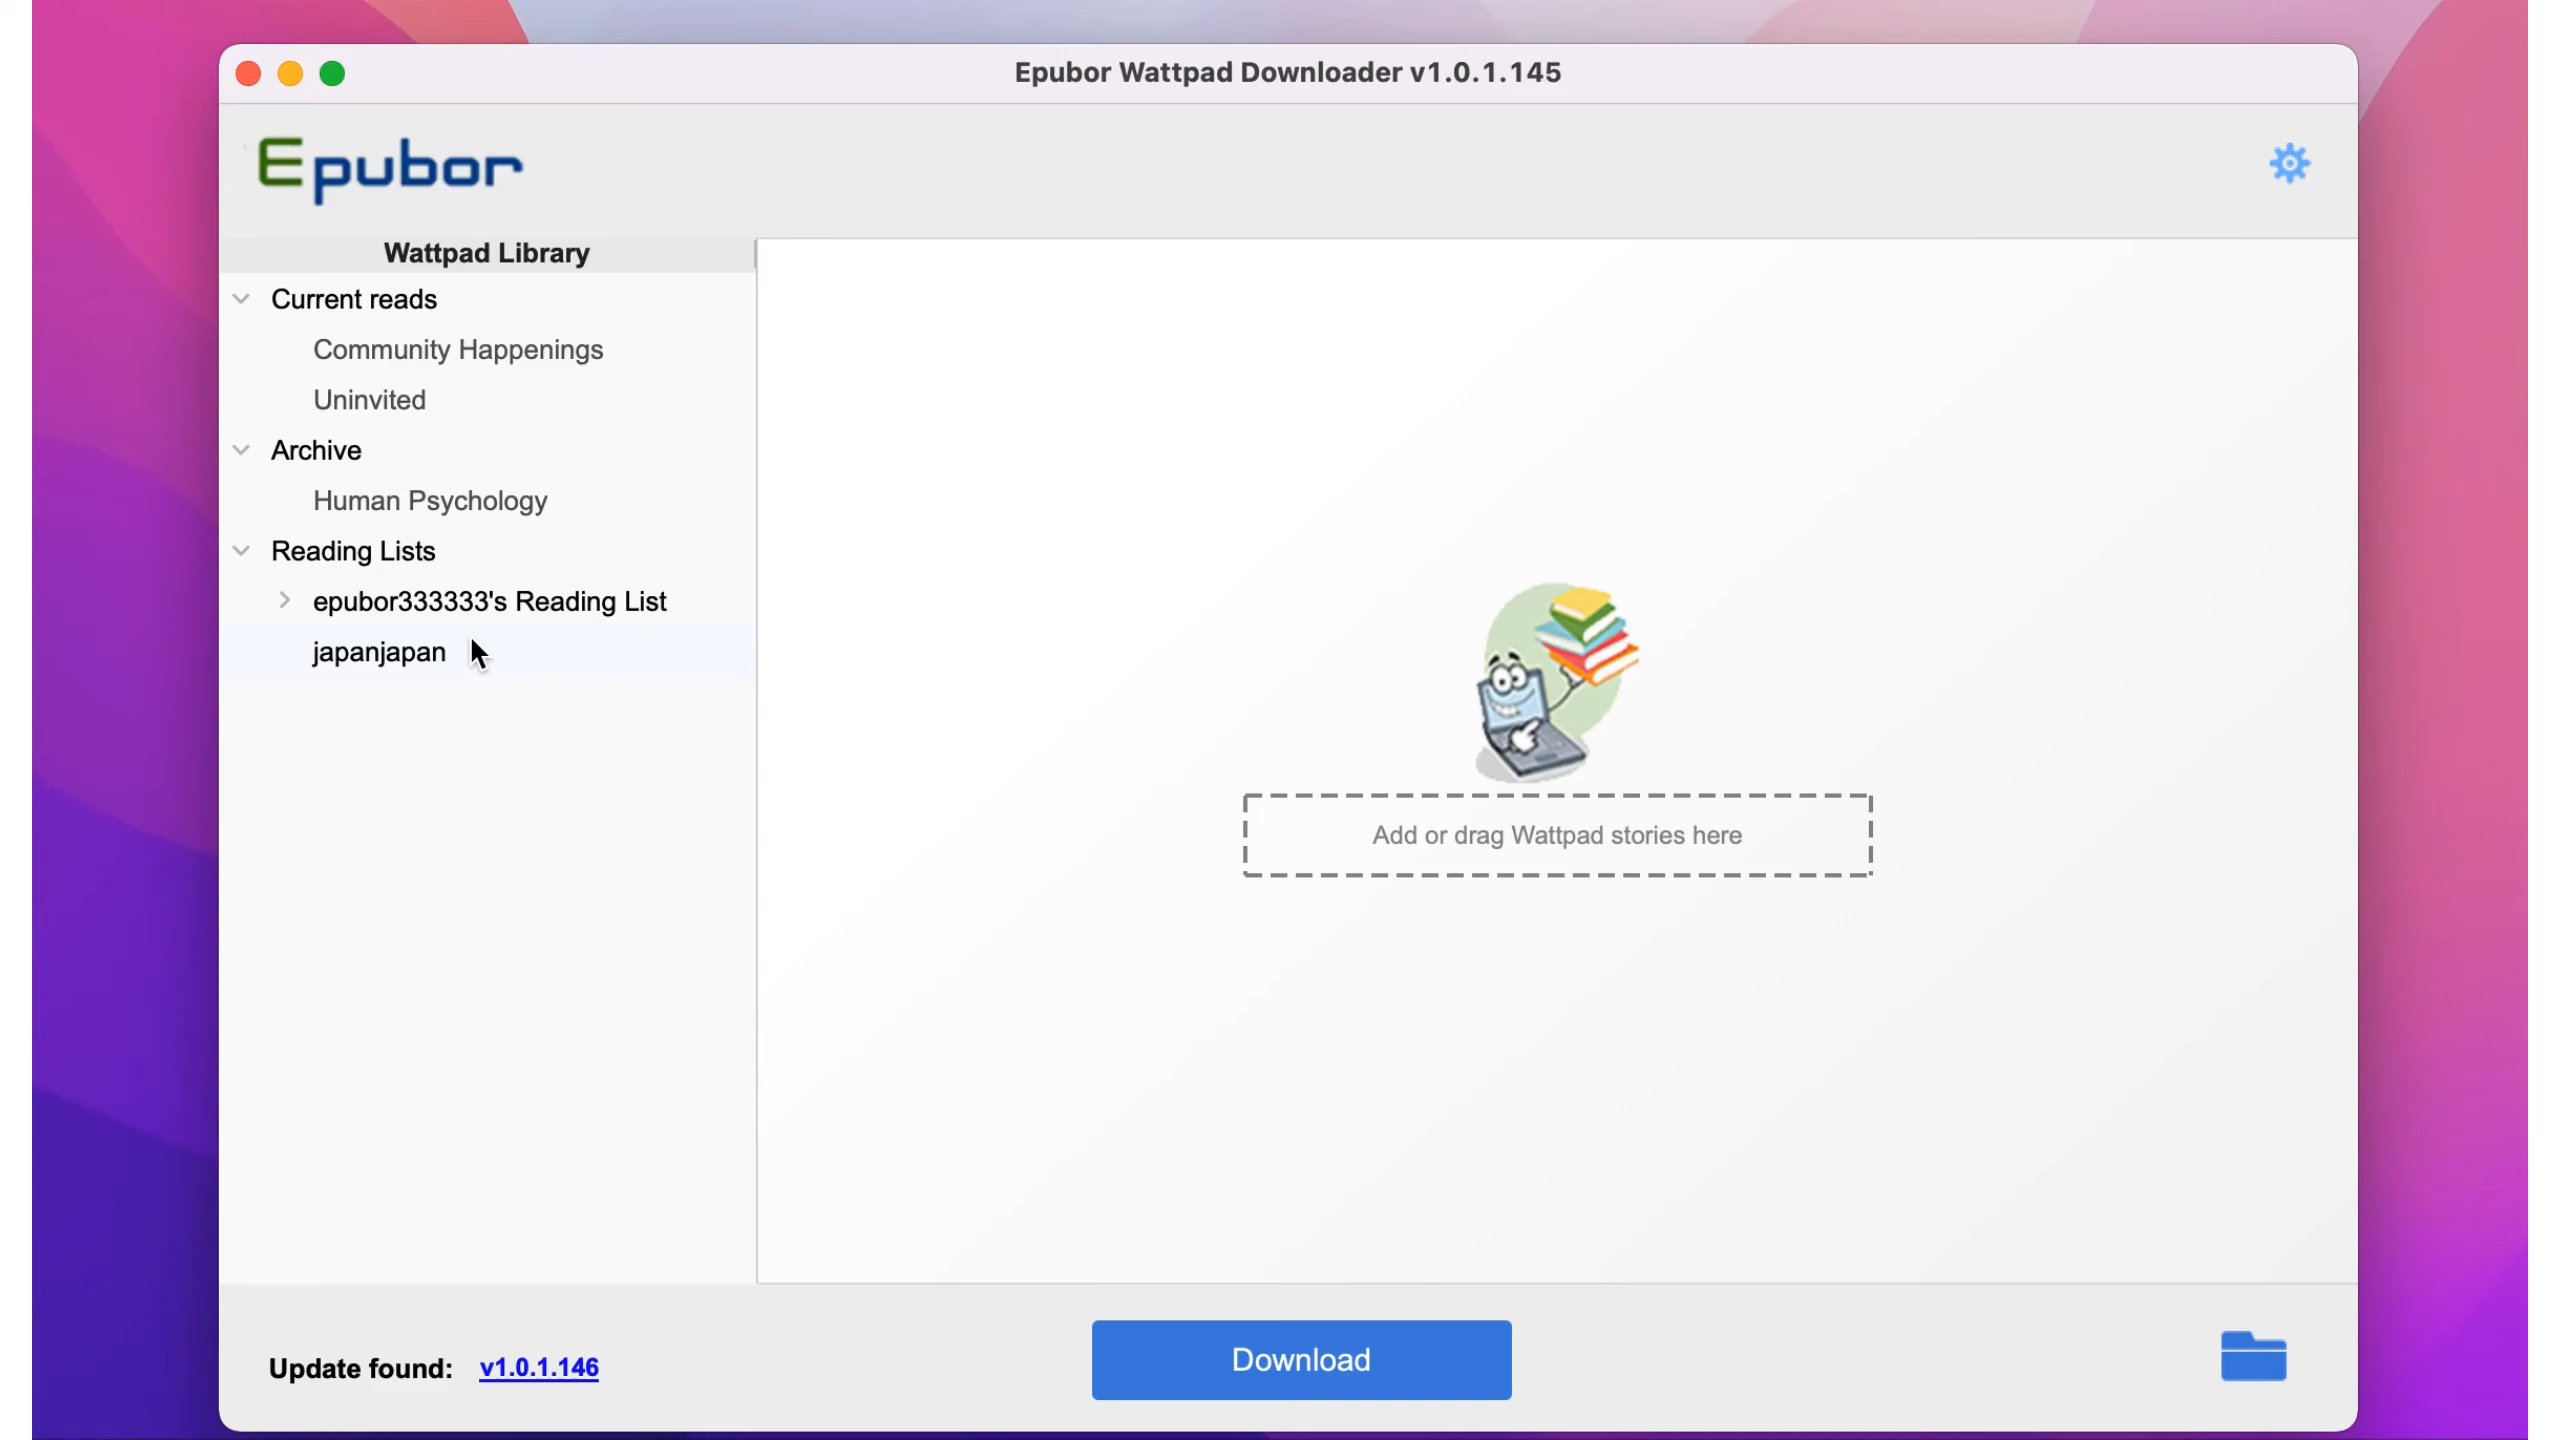 Epubor Wattpad Downloader v1.0.1.145
Epubor
Wattpad Library
Current reads
Community Happenings
Uninvited
Archive
Human Psychology
Reading Lists
epubor333333's Reading List
japanjapan
Add or drag Wattpad stories here
Update found: v1.0.1.146
Download